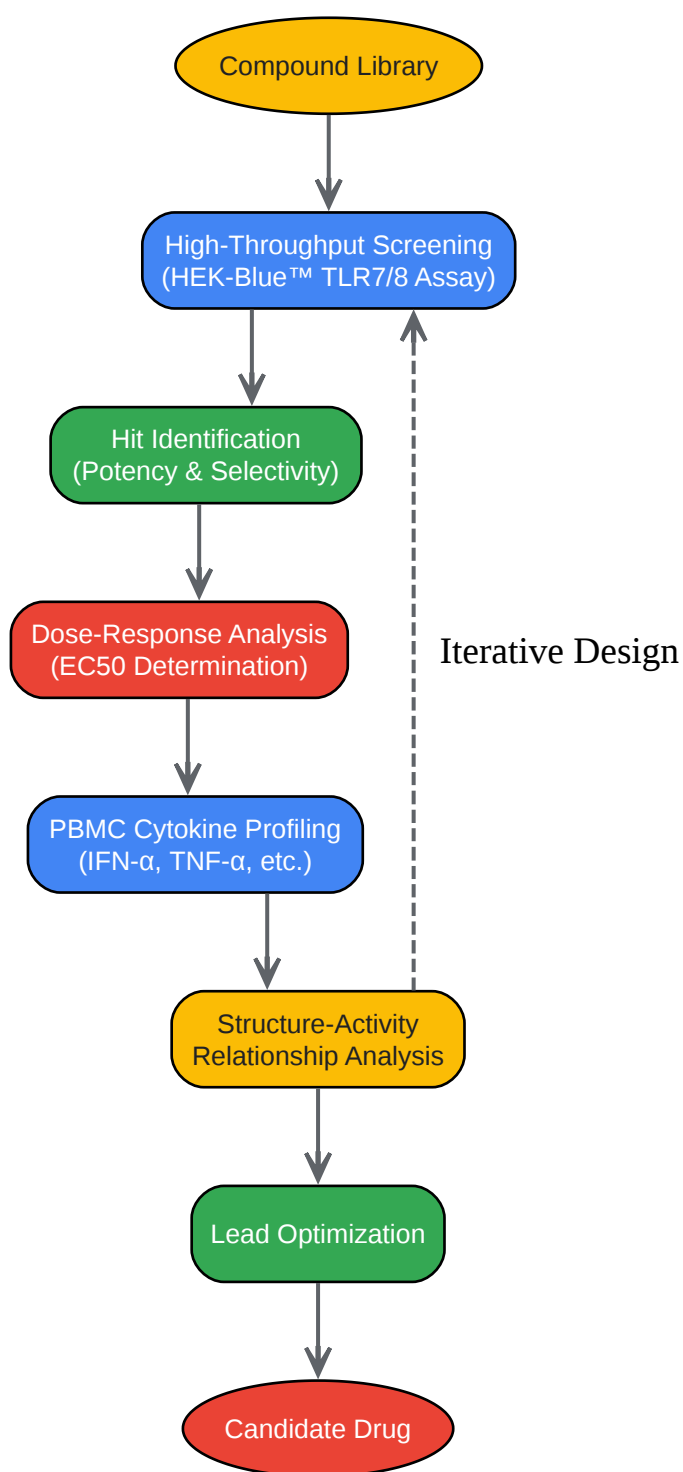 Compound Library
High-Throughput Screening
(HEK-Blue™ TLR7/8 Assay)
Hit Identification
(Potency & Selectivity)
Dose-Response Analysis
(EC50 Determination)
Iterative Design
PBMC Cytokine Profiling
(IFN-α, TNF-α, etc.)
Structure-Activity
Relationship Analysis
Lead Optimization
Candidate Drug